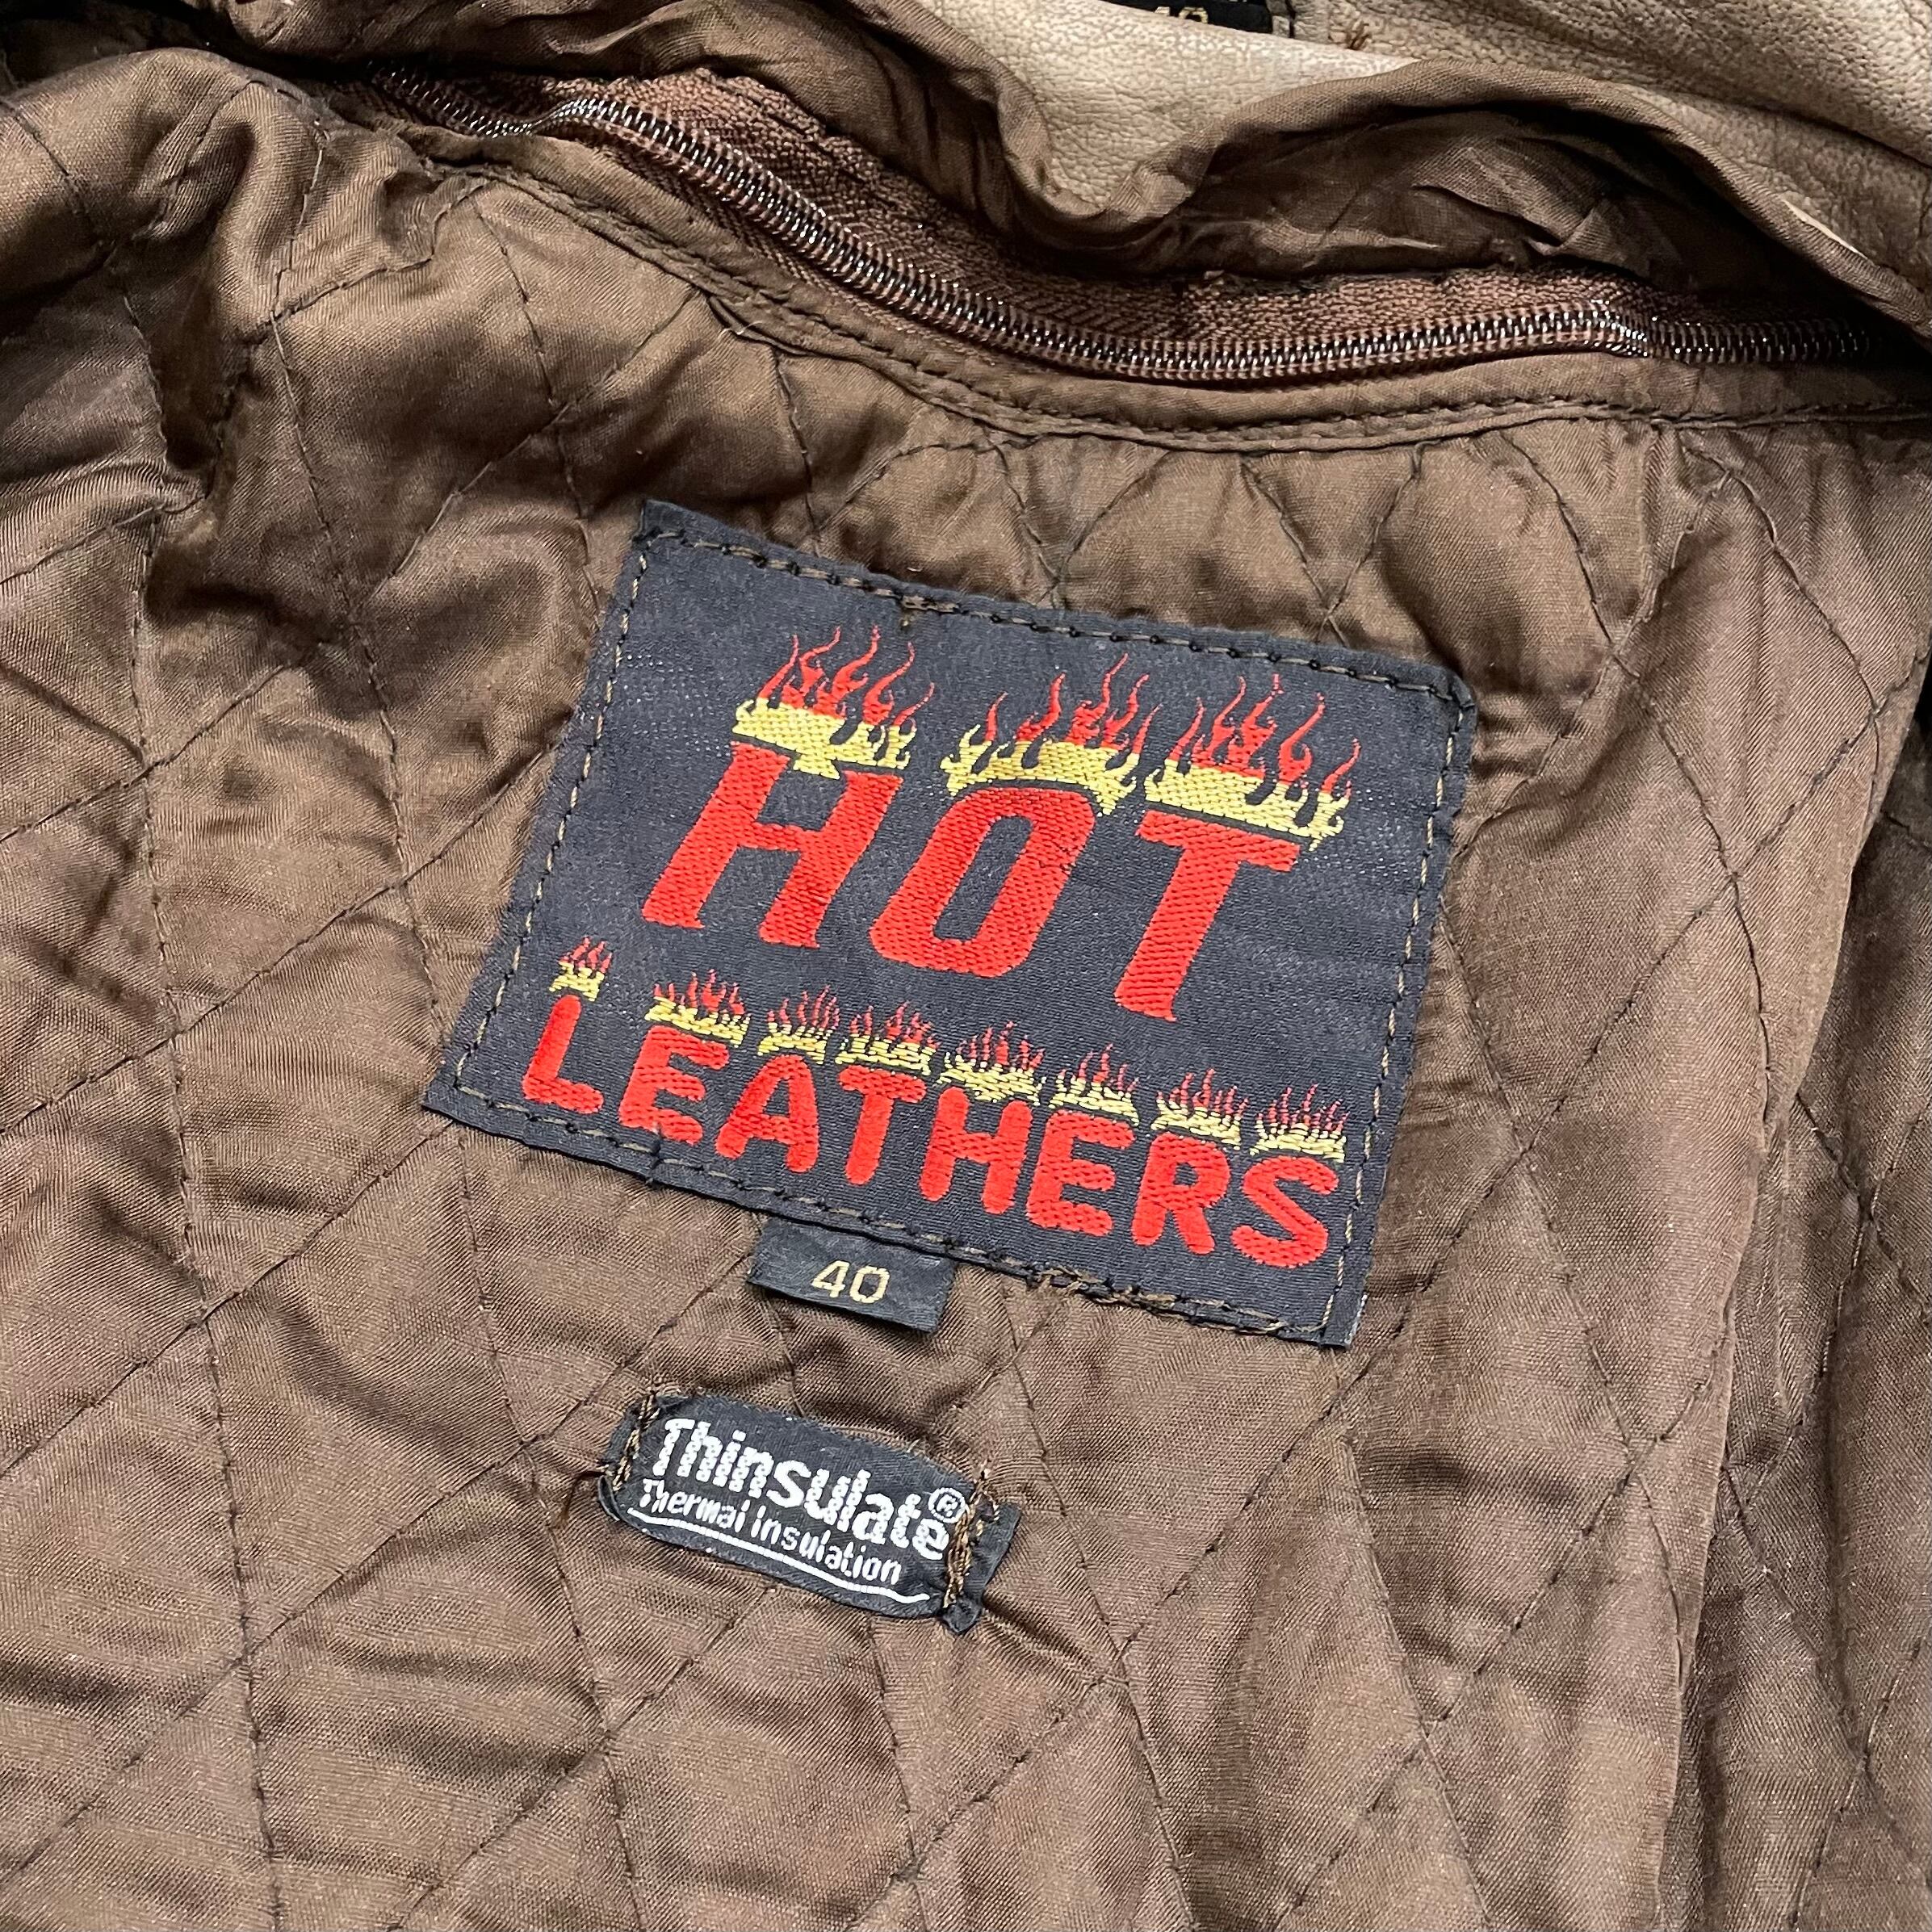 HOT
LEATHERS
40
Thinsulate®
Thermal Insulation